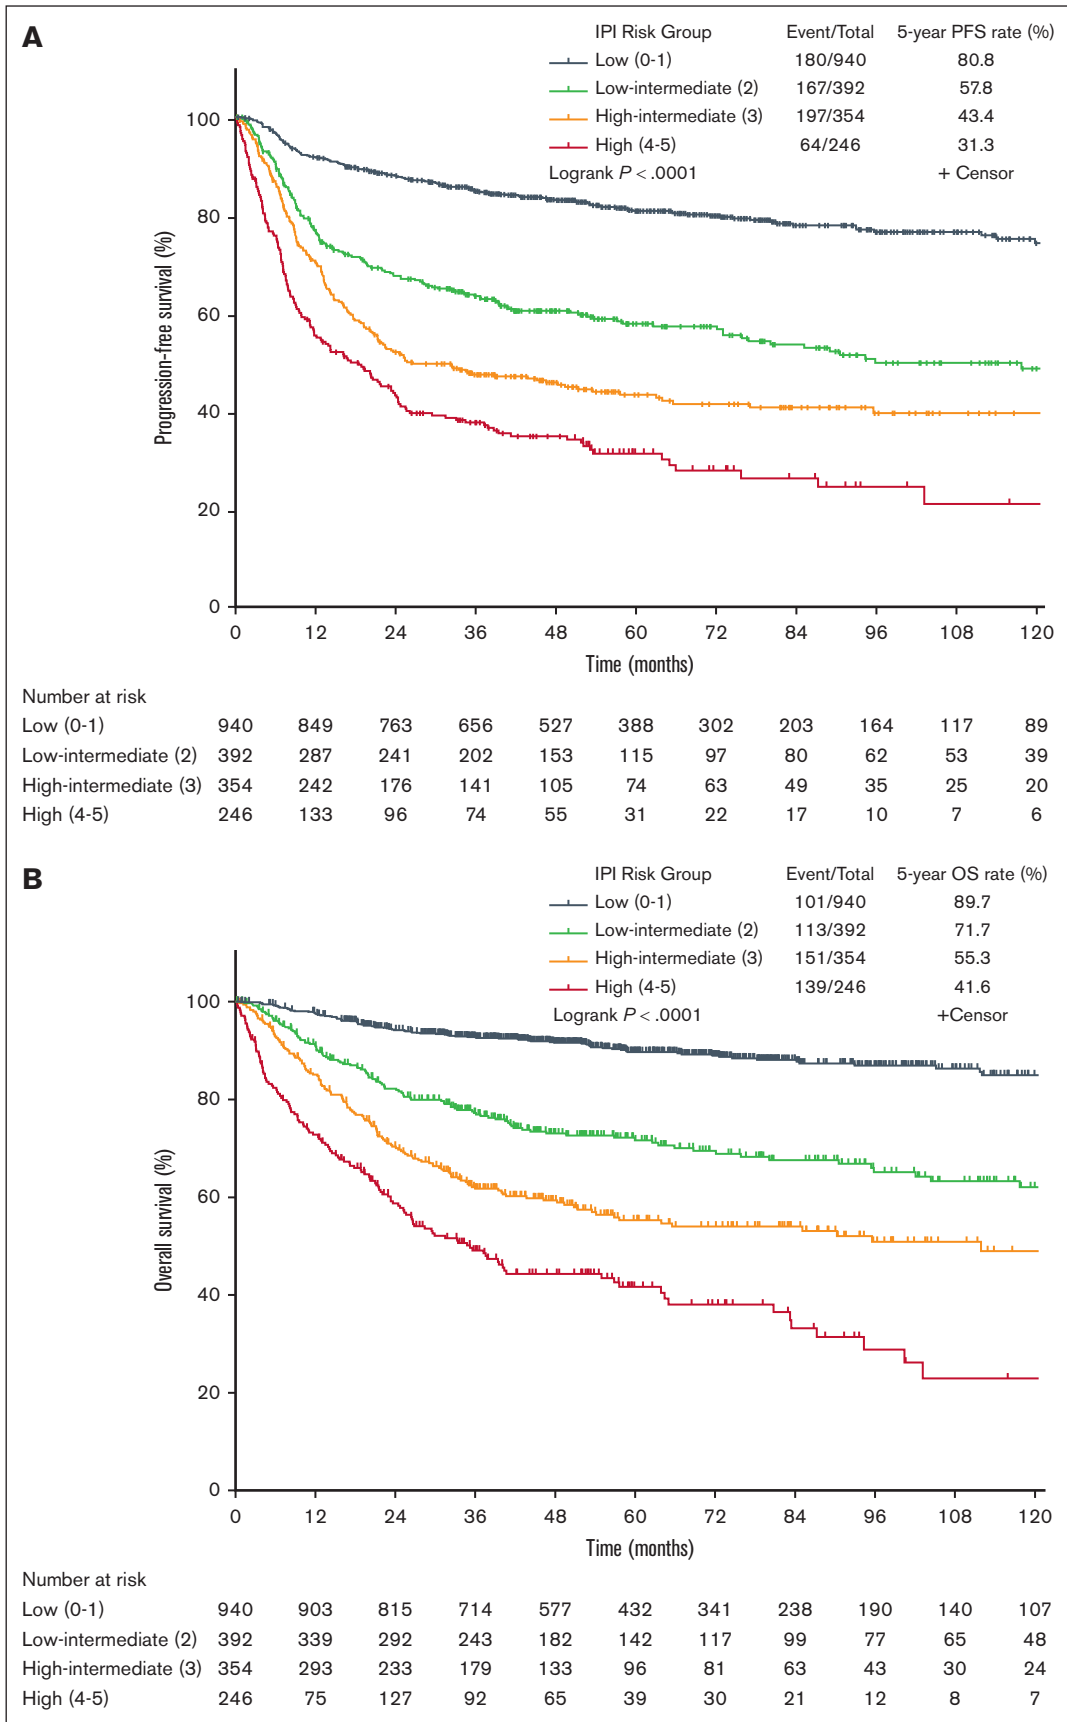 A
IPI Risk Group Event/Total 5-year PFS rate (%)
Low (0-1) 180/940 80.8
Low-intermediate (2) 167/392 57.8
High-intermediate (3) 197/354 43.4
High (4-5) 64/246 31.3
Logrank P < .0001 + Censor
100
80
60
40
20
0
Progression-free survival (%)
0 12 24 36 48 60 72 84 96 108 120
Time (months)
Number at risk
Low (0-1) 940 849 763 656 527 388 302 203 164 117 89
Low-intermediate (2) 392 287 241 202 153 115 97 80 62 53 39
High-intermediate (3) 354 242 176 141 105 74 63 49 35 25 20
High (4-5) 246 133 96 74 55 31 22 17 10 7 6
B
IPI Risk Group Event/Total 5-year OS rate (%)
Low (0-1) 101/940 89.7
Low-intermediate (2) 113/392 71.7
High-intermediate (3) 151/354 55.3
High (4-5) 139/246 41.6
Logrank P < .0001 +Censor
100
80
60
40
20
0
Overall survival (%)
0 12 24 36 48 60 72 84 96 108 120
Time (months)
Number at risk
Low (0-1) 940 903 815 714 577 432 341 238 190 140 107
Low-intermediate (2) 392 339 292 243 182 142 117 99 77 65 48
High-intermediate (3) 354 293 233 179 133 96 81 63 43 30 24
High (4-5) 246 75 127 92 65 39 30 21 12 8 7